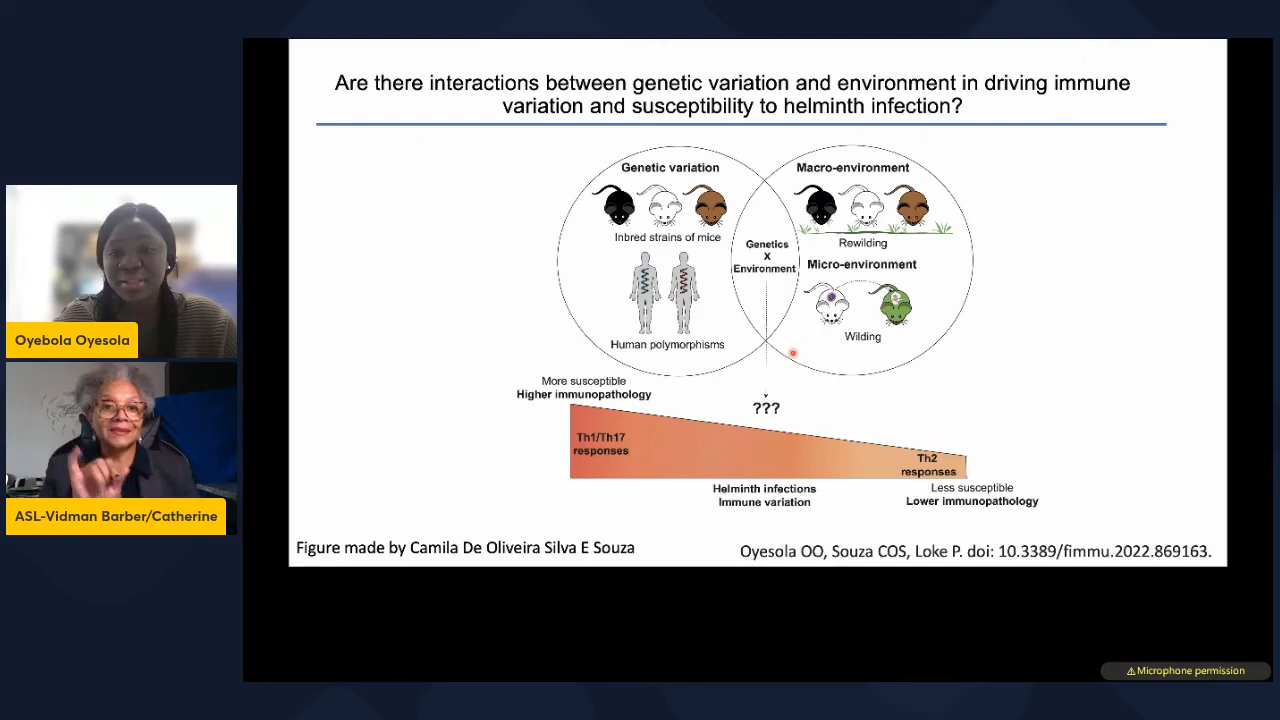 Are there interactions between genetic variation and environment in driving immune
variation and susceptibility to helminth infection?
Genetic variation
Inbred strains of mice
Human polymorphisms
Genetics
X
Environment
Macro-environment
Rewilding
Micro-environment
Wilding
More susceptible
Higher immunopathology
???
Th1/Th17
responses
Th2
responses
Helminth infections
Immune variation
Less susceptible
Lower immunopathology
Figure made by Camila De Oliveira Silva E Souza
Oyesola OO, Souza COS, Loke P. doi: 10.3389/fimmu.2022.869163.
Oyebola Oyesola
ASL-Vidman Barber/Catherine
⚠Microphone permission